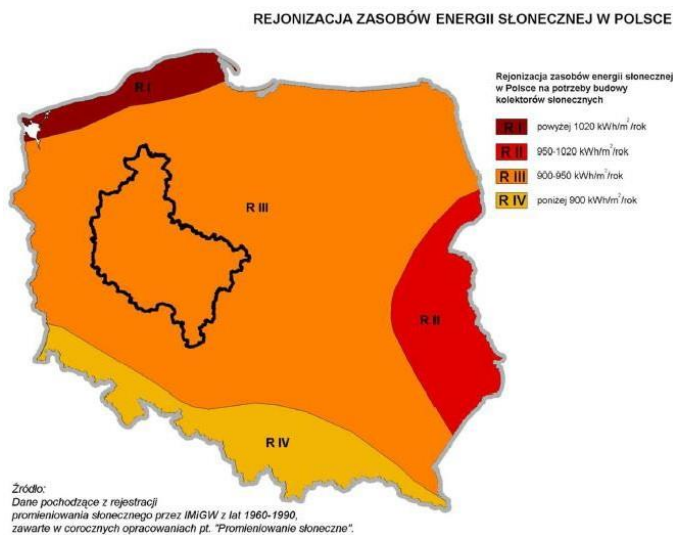 REJONIZACJA ZASOBÓW ENERGII SŁONECZNEJ W POLSCE
Rejonizacja zasobów energii słonecznej
w Polsce na potrzeby budowy
kolektorów słonecznych
R I powyżej 1020 kWh/m²/rok
R II 950-1020 kWh/m²/rok
R III 900-950 kWh/m²/rok
R IV poniżej 900 kWh/m²/rok
R I
R III
R II
R IV
Źródło:
Dane pochodzące z rejestracji
promieniowania słonecznego przez IMiGW z lat 1960-1990,
zawarte w corocznych opracowaniach pt. "Promieniowanie słoneczne".